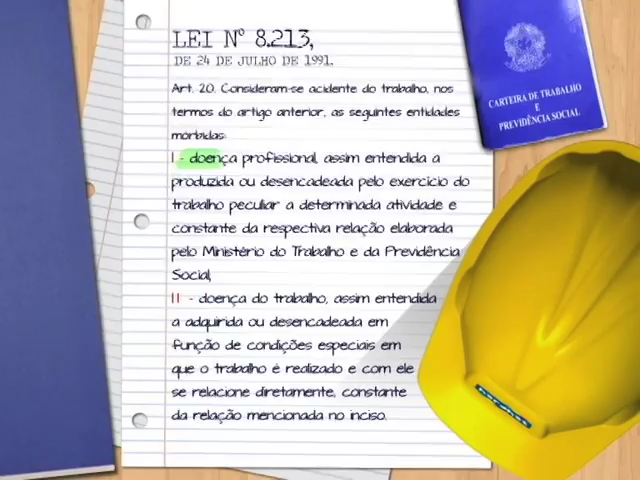 LEI Nº 8.213,
DE 24 DE JULHO DE 1991.
Art. 20. Consideram-se acidente do trabalho, nos
termos do artigo anterior, as seguintes entidades
mórbidas:
I - doença profissional, assim entendida a
produzida ou desencadeada pelo exercício do
trabalho peculiar a determinada atividade e
constante da respectiva relação elaborada
pelo Ministério do Trabalho e da Previdência
Social;
II - doença do trabalho, assim entendida
a adquirida ou desencadeada em
função de condições especiais em
que o trabalho é realizado e com ele
se relacione diretamente, constante
da relação mencionada no inciso.
CARTEIRA DE TRABALHO
E
PREVIDÊNCIA SOCIAL